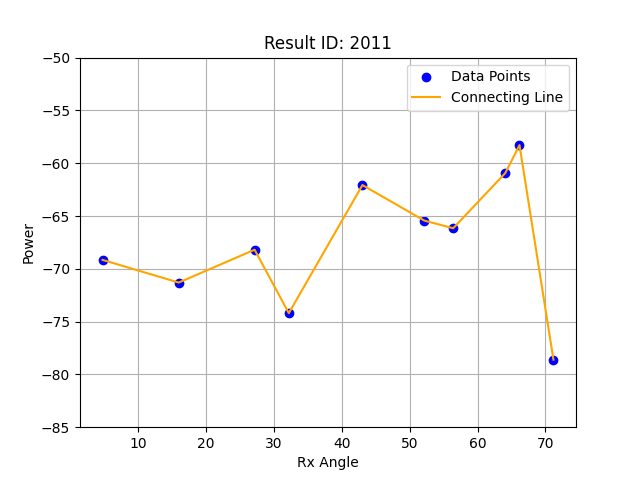 Result ID: 2011
−50
−55
−60
−65
−70
−75
−80
−85
Power
10 20 30 40 50 60 70
Rx Angle
Data Points
Connecting Line